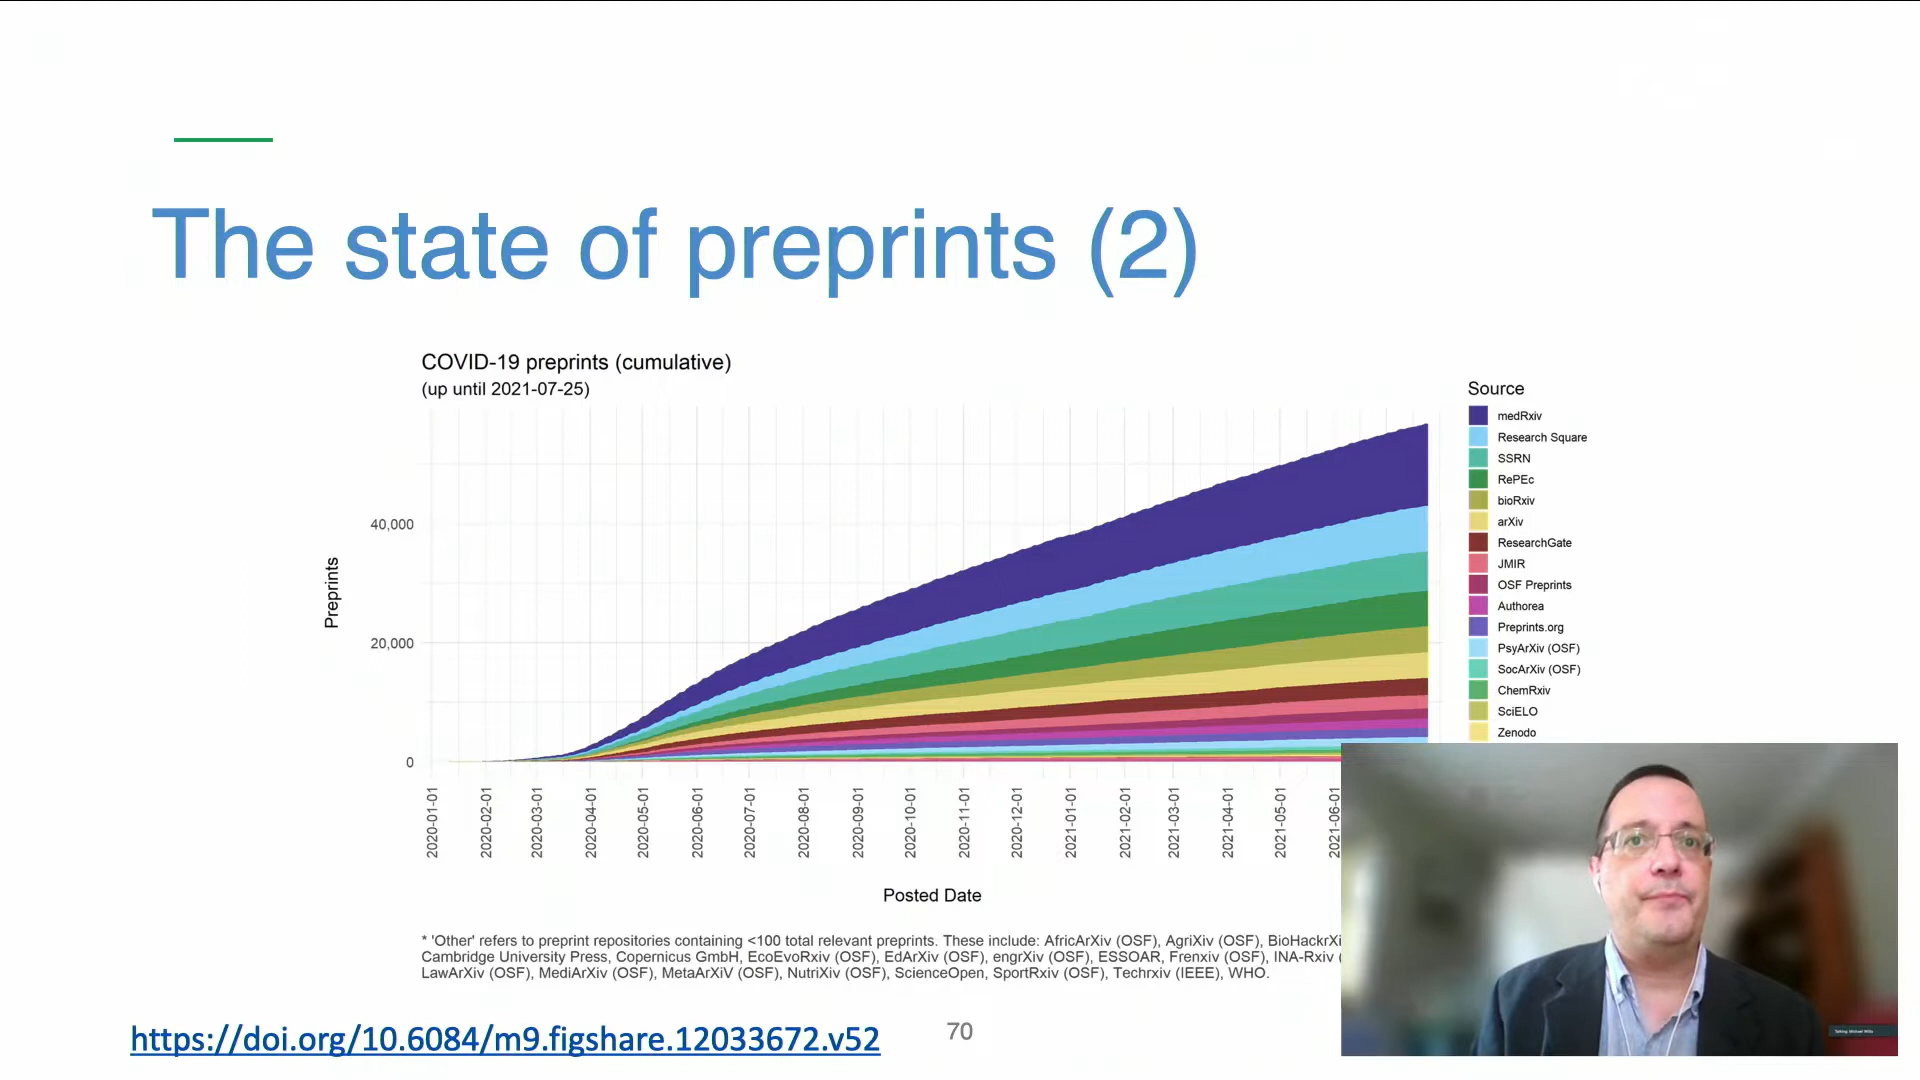 The state of preprints (2)
COVID-19 preprints (cumulative)
(up until 2021-07-25)
Preprints
40,000
20,000
0
2020-01-01
2020-02-01
2020-03-01
2020-04-01
2020-05-01
2020-06-01
2020-07-01
2020-08-01
2020-09-01
2020-10-01
2020-11-01
2020-12-01
2021-01-01
2021-02-01
2021-03-01
2021-04-01
2021-05-01
2021-06-01
Posted Date
Source
medRxiv
Research Square
SSRN
RePEc
bioRxiv
arXiv
ResearchGate
JMIR
OSF Preprints
Authorea
Preprints.org
PsyArXiv (OSF)
SocArXiv (OSF)
ChemRxiv
SciELO
Zenodo
* 'Other' refers to preprint repositories containing <100 total relevant preprints. These include: AfricArXiv (OSF), AgriXiv (OSF), BioHackrXi
Cambridge University Press, Copernicus GmbH, EcoEvoRxiv (OSF), EdArXiv (OSF), engrXiv (OSF), ESSOAR, Frenxiv (OSF), INA-Rxiv (
LawArXiv (OSF), MediArXiv (OSF), MetaArXiV (OSF), NutriXiv (OSF), ScienceOpen, SportRxiv (OSF), Techrxiv (IEEE), WHO.
https://doi.org/10.6084/m9.figshare.12033672.v52
70